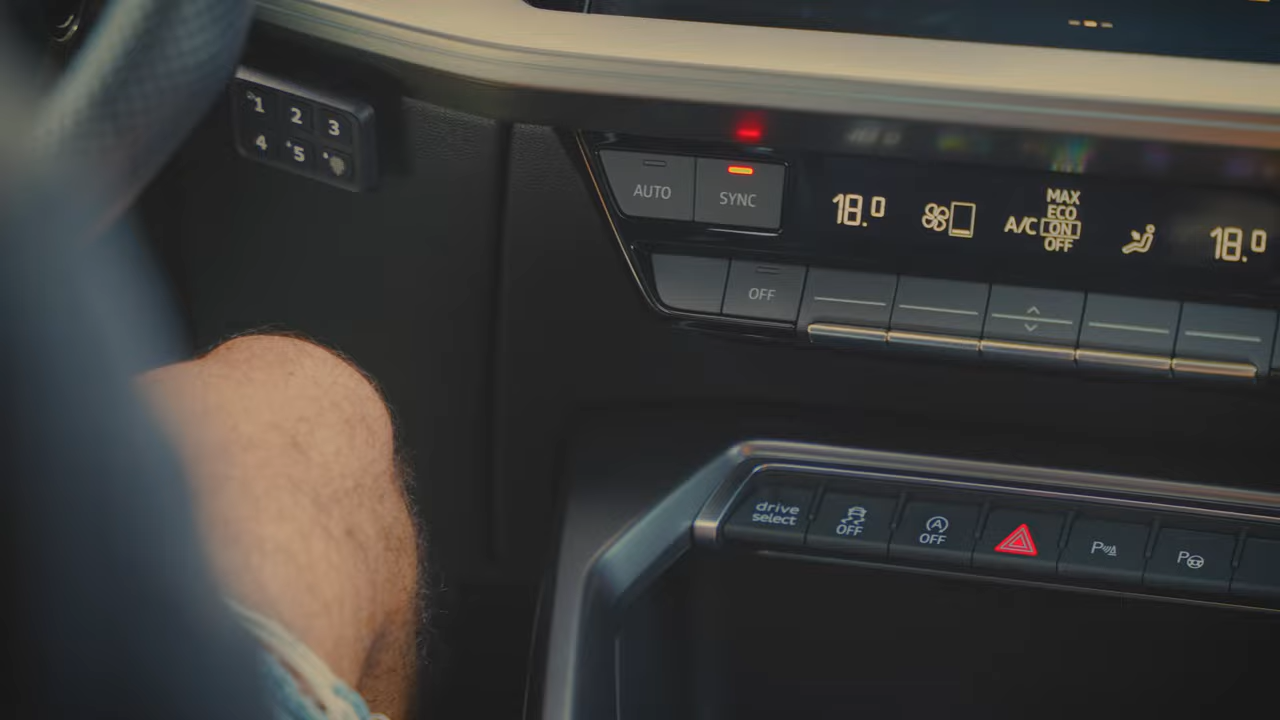 1 2 3
4 5
AUTO SYNC
18.0
A/C
MAX
ECO
ON
OFF
18.0
OFF
drive
select
OFF
A
OFF
P
P